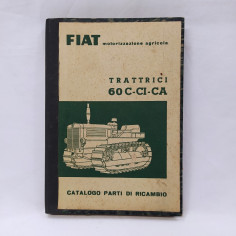 FIAT motorizzazione agricola
TRATTRICI
60 C-CI-CA
CATALOGO PARTI DI RICAMBIO